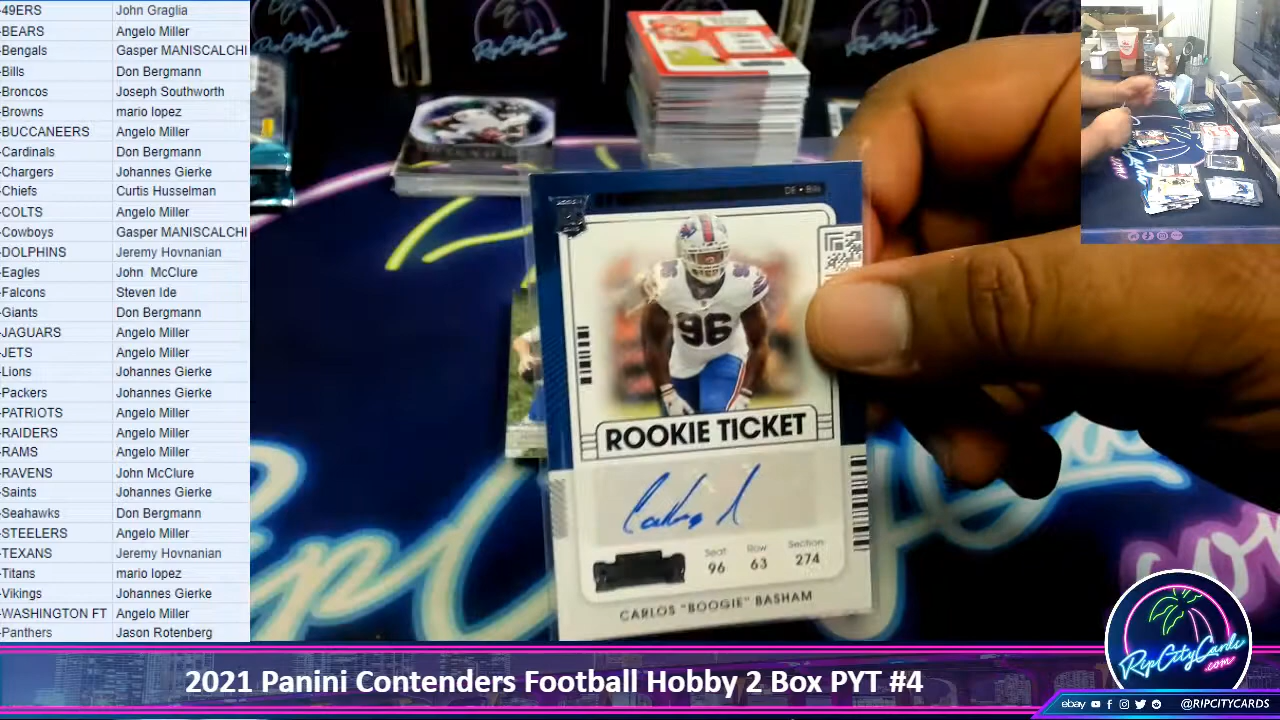 -49ERS John Graglia
-BEARS Angelo Miller
-Bengals Gasper MANISCALCHI
-Bills Don Bergmann
-Broncos Joseph Southworth
-Browns mario lopez
-BUCCANEERS Angelo Miller
-Cardinals Don Bergmann
-Chargers Johannes Gierke
-Chiefs Curtis Husselman
-COLTS Angelo Miller
-Cowboys Gasper MANISCALCHI
-DOLPHINS Jeremy Hovnanian
-Eagles John McClure
-Falcons Steven Ide
-Giants Don Bergmann
-JAGUARS Angelo Miller
-JETS Angelo Miller
-Lions Johannes Gierke
-Packers Johannes Gierke
-PATRIOTS Angelo Miller
-RAIDERS Angelo Miller
-RAMS Angelo Miller
-RAVENS John McClure
-Saints Johannes Gierke
-Seahawks Don Bergmann
-STEELERS Angelo Miller
-TEXANS Jeremy Hovnanian
-Titans mario lopez
-Vikings Johannes Gierke
-WASHINGTON FT Angelo Miller
-Panthers Jason Rotenberg
96
ROOKIE TICKET
Seat Row Section
96 63 274
CARLOS "BOOGIE" BASHAM
RipCityCards
.com
2021 Panini Contenders Football Hobby 2 Box PYT #4
ebay @RIPCITYCARDS